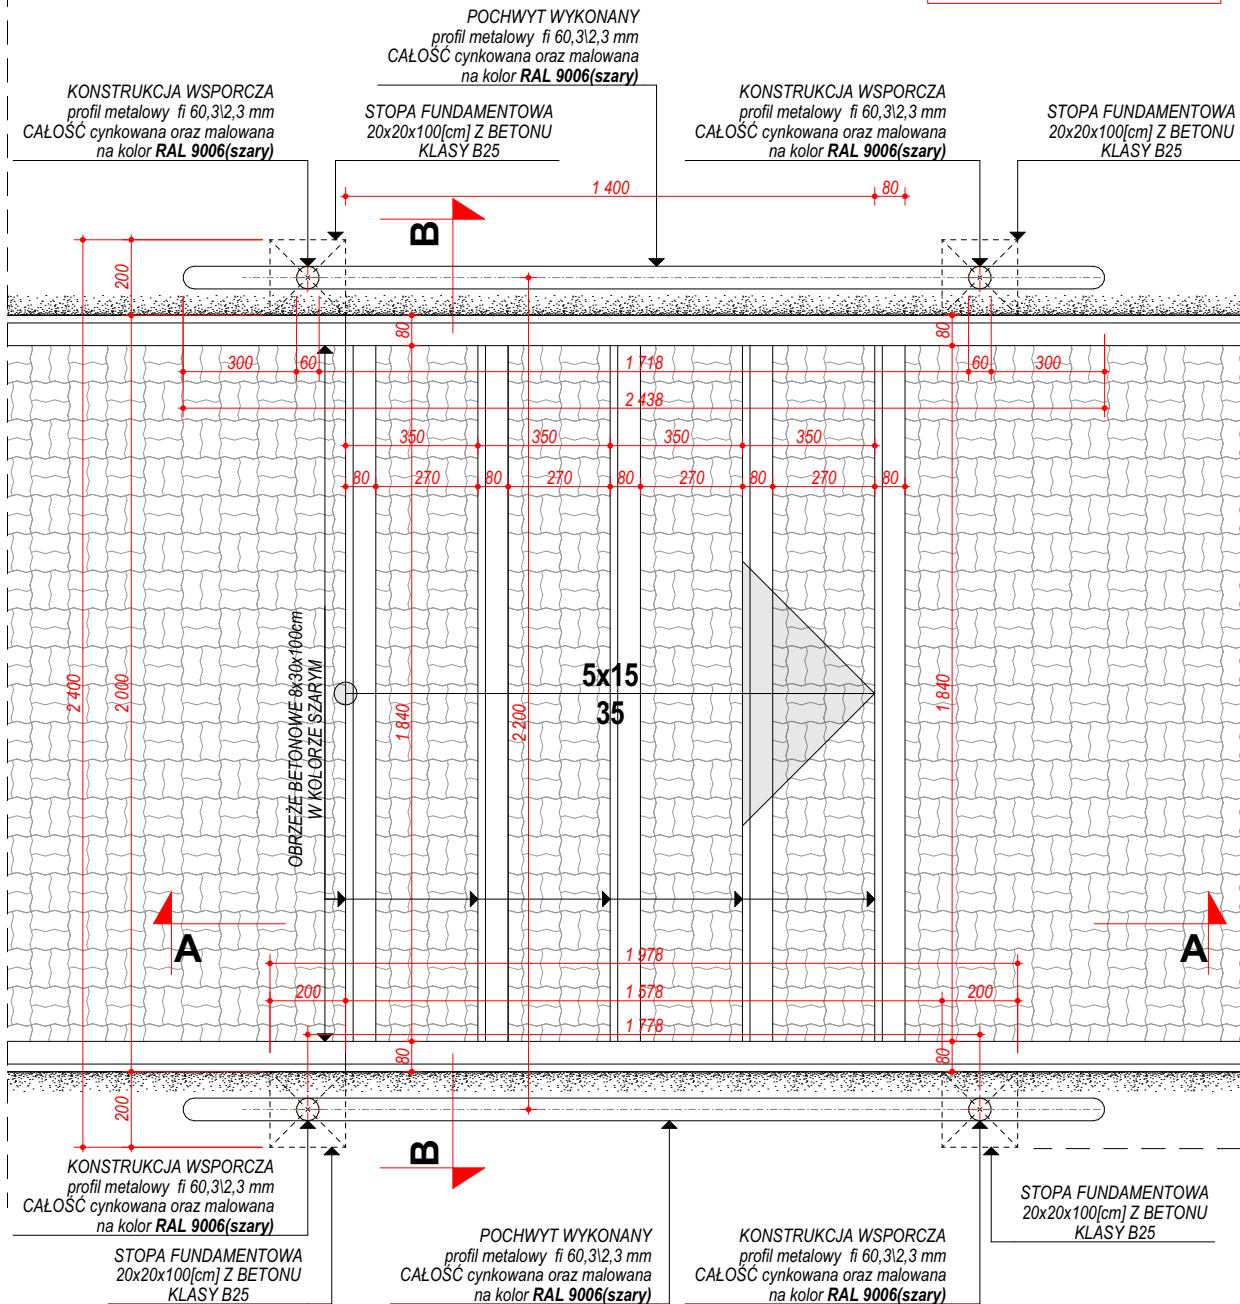 POCHWYT WYKONANY
profil metalowy fi 60,3\2,3 mm
CAŁOŚĆ cynkowana oraz malowana
na kolor RAL 9006(szary)
KONSTRUKCJA WSPORCZA
profil metalowy fi 60,3\2,3 mm
CAŁOŚĆ cynkowana oraz malowana
na kolor RAL 9006(szary)
STOPA FUNDAMENTOWA
20x20x100[cm] Z BETONU
KLASY B25
KONSTRUKCJA WSPORCZA
profil metalowy fi 60,3\2,3 mm
CAŁOŚĆ cynkowana oraz malowana
na kolor RAL 9006(szary)
STOPA FUNDAMENTOWA
20x20x100[cm] Z BETONU
KLASY B25
1 400
80
B
200
80
80
300
60
1 718
60
300
2 438
350
350
350
350
80
270
80
270
80
270
80
270
80
OBRZEŻE BETONOWE 8x30x100cm
W KOLORZE SZARYM
5x15
35
2 400
2 000
1 840
2 200
1 840
A
A
1 978
200
1 578
200
1 778
80
80
200
B
KONSTRUKCJA WSPORCZA
profil metalowy fi 60,3\2,3 mm
CAŁOŚĆ cynkowana oraz malowana
na kolor RAL 9006(szary)
STOPA FUNDAMENTOWA
20x20x100[cm] Z BETONU
KLASY B25
POCHWYT WYKONANY
profil metalowy fi 60,3\2,3 mm
CAŁOŚĆ cynkowana oraz malowana
na kolor RAL 9006(szary)
KONSTRUKCJA WSPORCZA
profil metalowy fi 60,3\2,3 mm
CAŁOŚĆ cynkowana oraz malowana
na kolor RAL 9006(szary)
STOPA FUNDAMENTOWA
20x20x100[cm] Z BETONU
KLASY B25